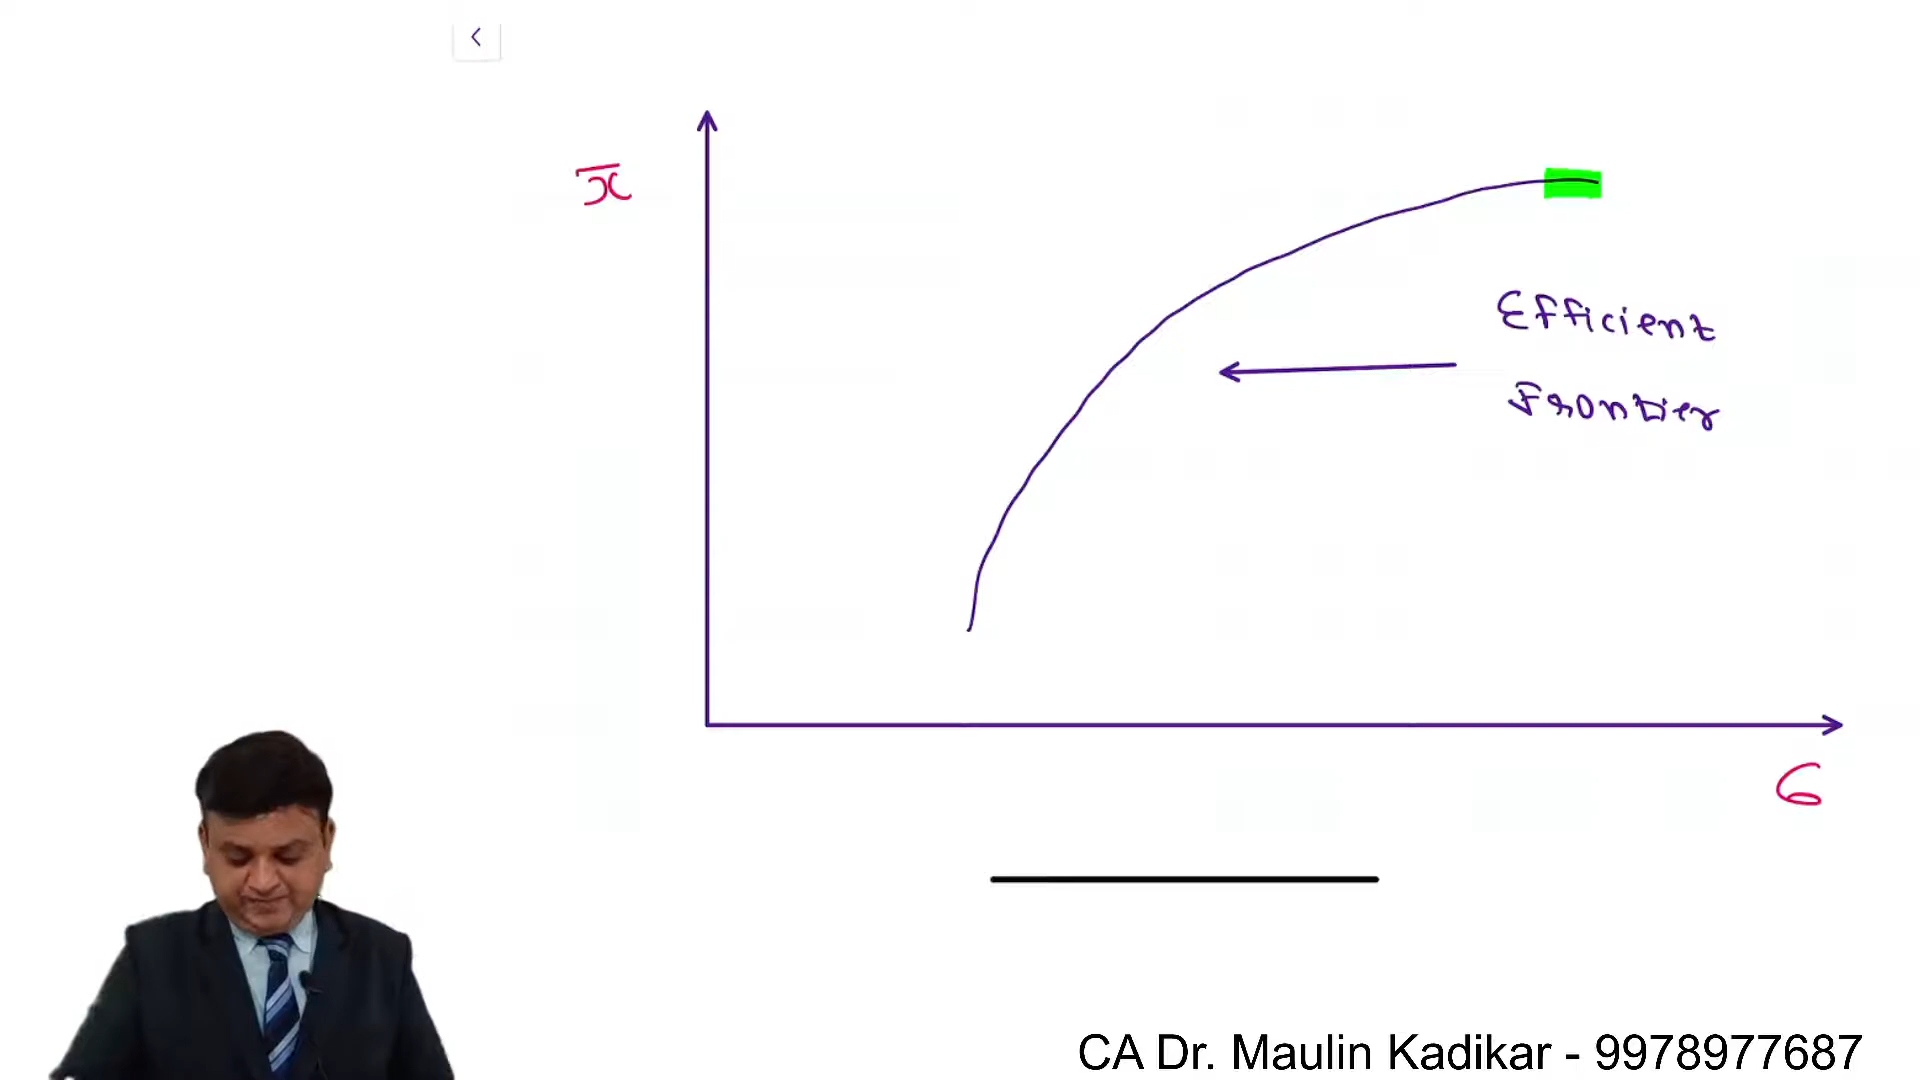 x̄
Efficient
Frontier
σ
CA Dr. Maulin Kadikar - 9978977687